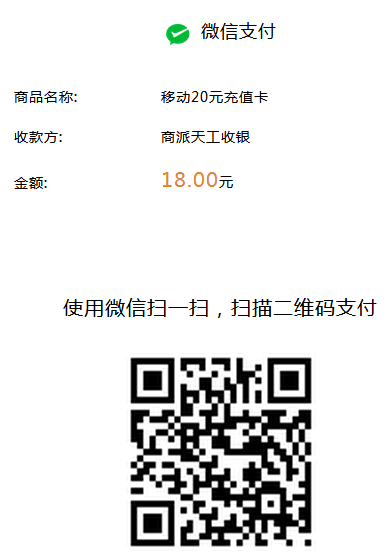 微信支付
商品名称: 移动20元充值卡
收款方: 商派天工收银
金额: 18.00元
使用微信扫一扫，扫描二维码支付